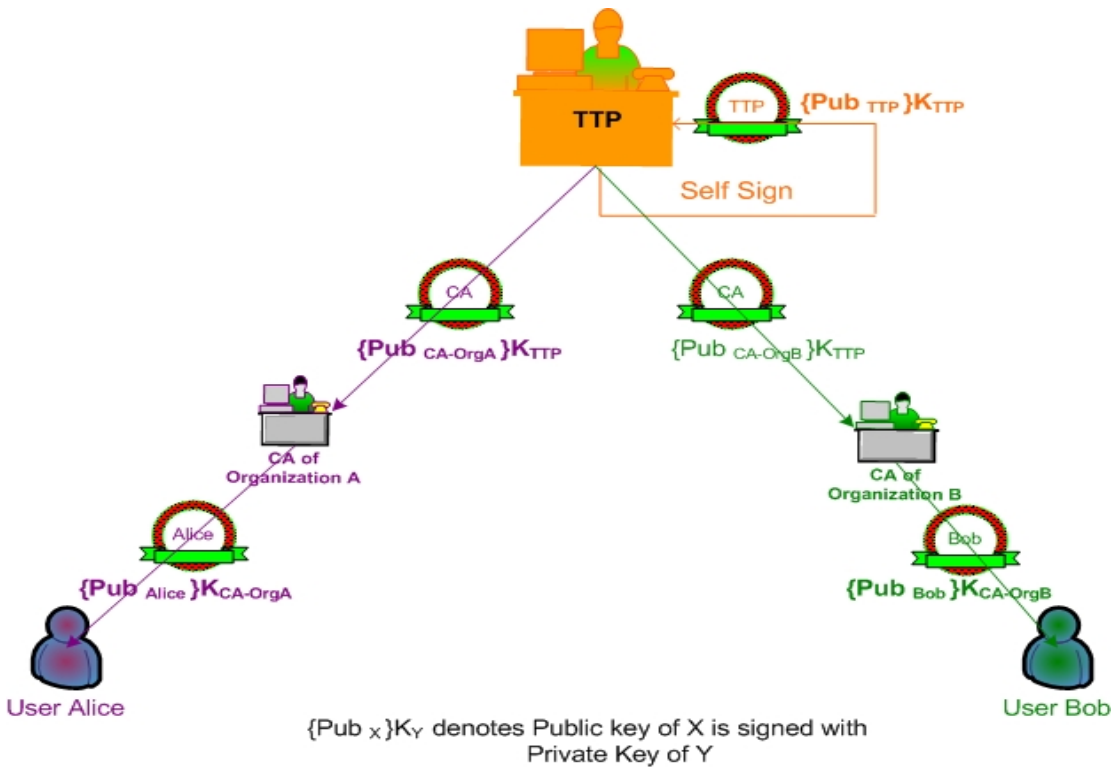 TTP
TTP
{Pub TTP }KTTP
Self Sign
CA
CA
{Pub CA-OrgA }KTTP
{Pub CA-OrgB }KTTP
CA of
Organization A
CA of
Organization B
Alice
Bob
{Pub Alice }KCA-OrgA
{Pub Bob }KCA-OrgB
User Alice
User Bob
{Pub X}KY denotes Public key of X is signed with
Private Key of Y